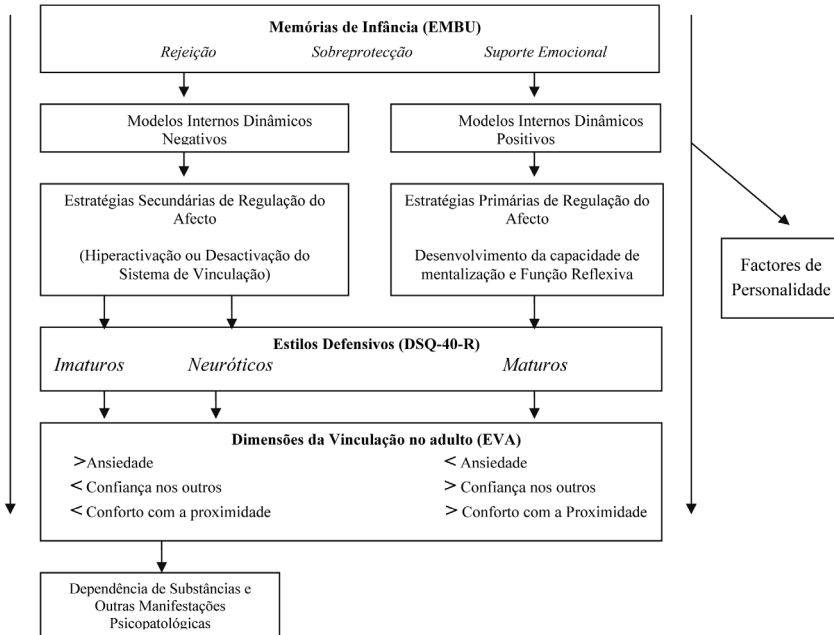 Memórias de Infância (EMBU)
Rejeição Sobreprotecção Suporte Emocional
Modelos Internos Dinâmicos
Negativos
Modelos Internos Dinâmicos
Positivos
Estratégias Secundárias de Regulação do
Afecto
(Hiperactivação ou Desactivação do
Sistema de Vinculação)
Estratégias Primárias de Regulação do
Afecto
Desenvolvimento da capacidade de
mentalização e Função Reflexiva
Factores de
Personalidade
Estilos Defensivos (DSQ-40-R)
Imaturos Neuróticos Maturos
Dimensões da Vinculação no adulto (EVA)
>Ansiedade
< Confiança nos outros
< Conforto com a proximidade
< Ansiedade
> Confiança nos outros
> Conforto com a Proximidade
Dependência de Substâncias e
Outras Manifestações
Psicopatológicas